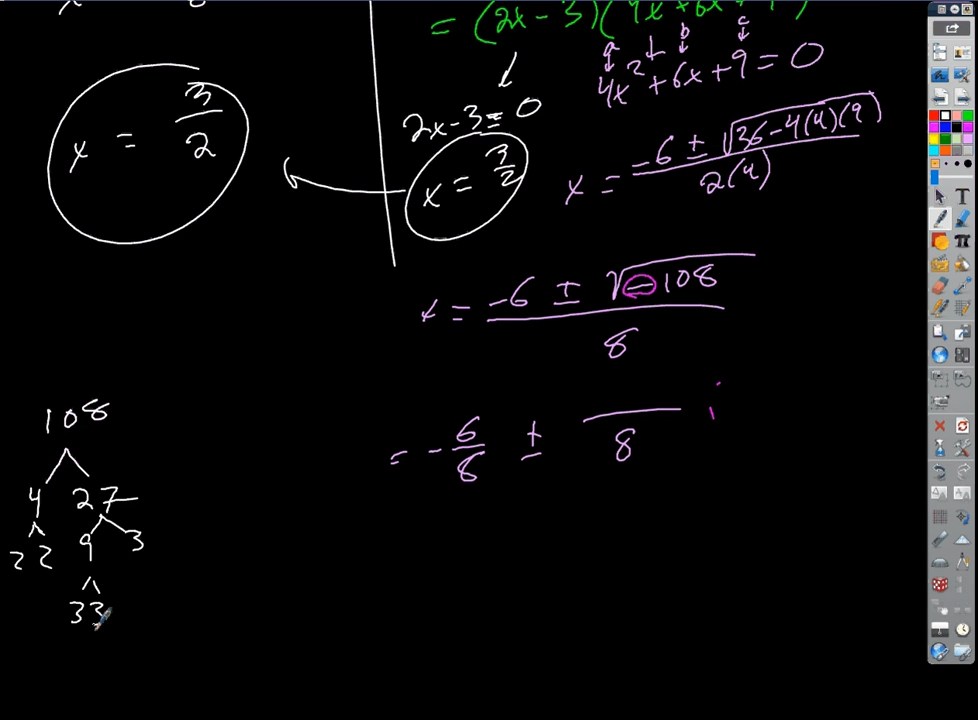 = (2x - 3)(4x + 6x + 9)
a b c
4x² + 6x + 9 = 0
x = 3/2
2x - 3 = 0
x = 3/2
x = -6 ± √36 - 4(4)(9) / 2(4)
x = -6 ± √-108 / 8
= - 6/8 ± /8 i
108
4 27
2 2 9 3
3 3
T
π